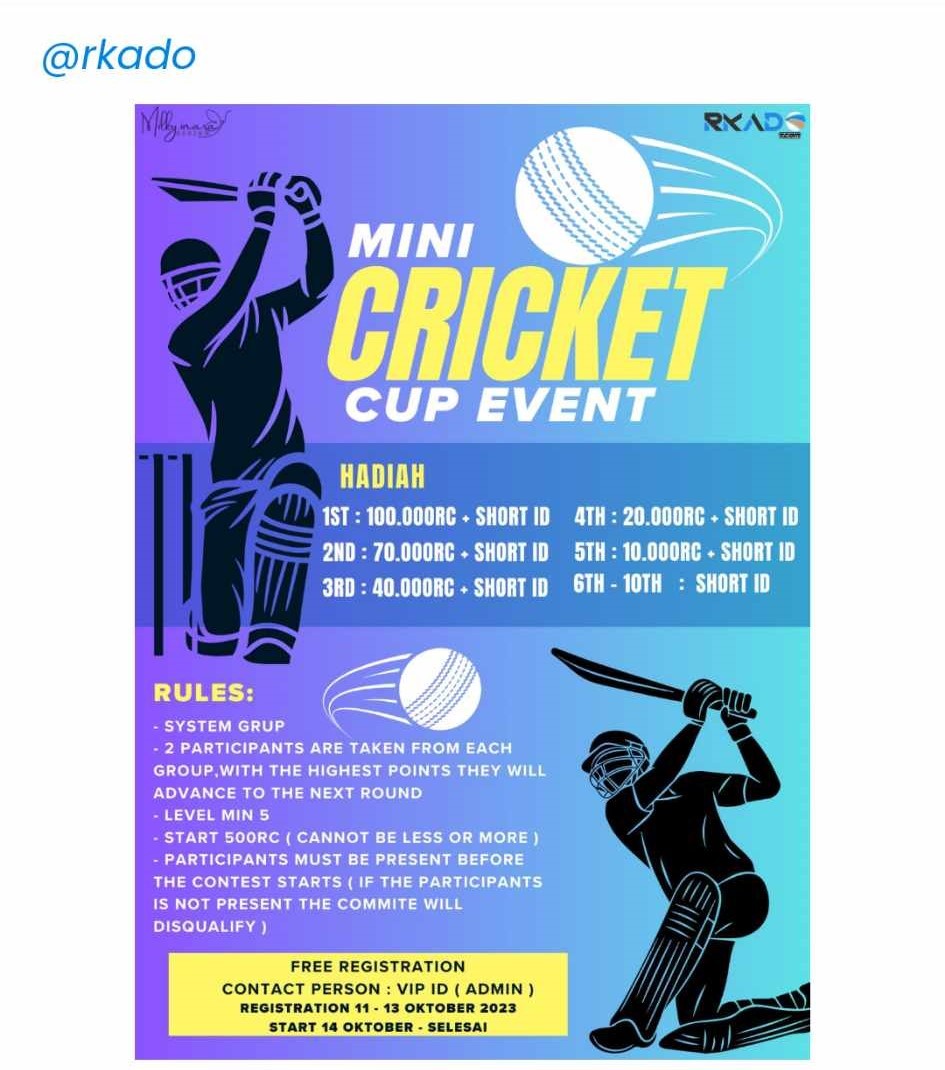 @rkado
Milky.mara
DESIGN
RKADO
MINI
CRICKET
CUP EVENT
HADIAH
1ST : 100.000RC + SHORT ID
2ND : 70.000RC + SHORT ID
3RD : 40.000RC + SHORT ID
4TH : 20.000RC + SHORT ID
5TH : 10.000RC + SHORT ID
6TH - 10TH : SHORT ID
RULES:
- SYSTEM GRUP
- 2 PARTICIPANTS ARE TAKEN FROM EACH
GROUP,WITH THE HIGHEST POINTS THEY WILL
ADVANCE TO THE NEXT ROUND
- LEVEL MIN 5
- START 500RC ( CANNOT BE LESS OR MORE )
- PARTICIPANTS MUST BE PRESENT BEFORE
THE CONTEST STARTS ( IF THE PARTICIPANTS
IS NOT PRESENT THE COMMITE WILL
DISQUALIFY )
FREE REGISTRATION
CONTACT PERSON : VIP ID ( ADMIN )
REGISTRATION 11 - 13 OKTOBER 2023
START 14 OKTOBER - SELESAI